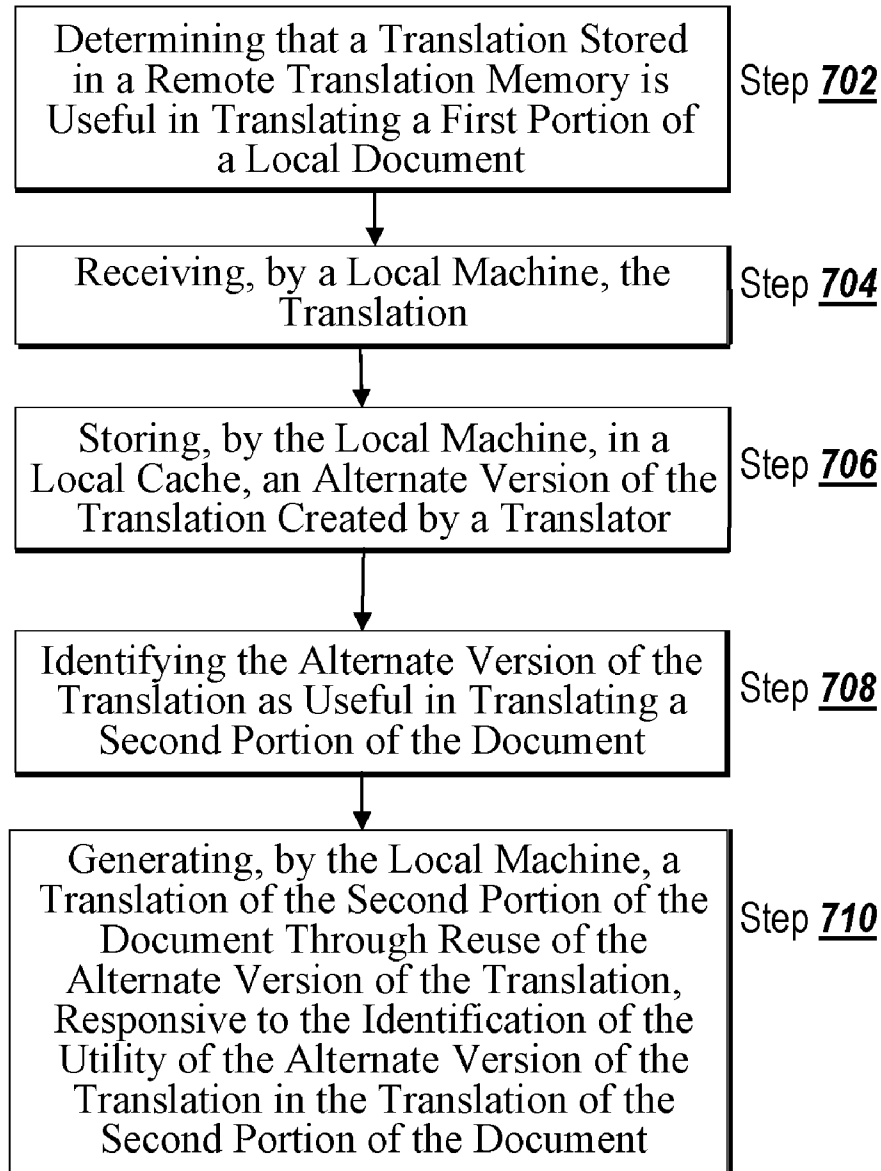 Determining that a Translation Stored
in a Remote Translation Memory is
Useful in Translating a First Portion of
a Local Document
Step 702
Receiving, by a Local Machine, the
Translation
Step 704
Storing, by the Local Machine, in a
Local Cache, an Alternate Version of the
Translation Created by a Translator
Step 706
Identifying the Alternate Version of the
Translation as Useful in Translating a
Second Portion of the Document
Step 708
Generating, by the Local Machine, a
Translation of the Second Portion of the
Document Through Reuse of the
Alternate Version of the Translation,
Responsive to the Identification of the
Utility of the Alternate Version of the
Translation in the Translation of the
Second Portion of the Document
Step 710